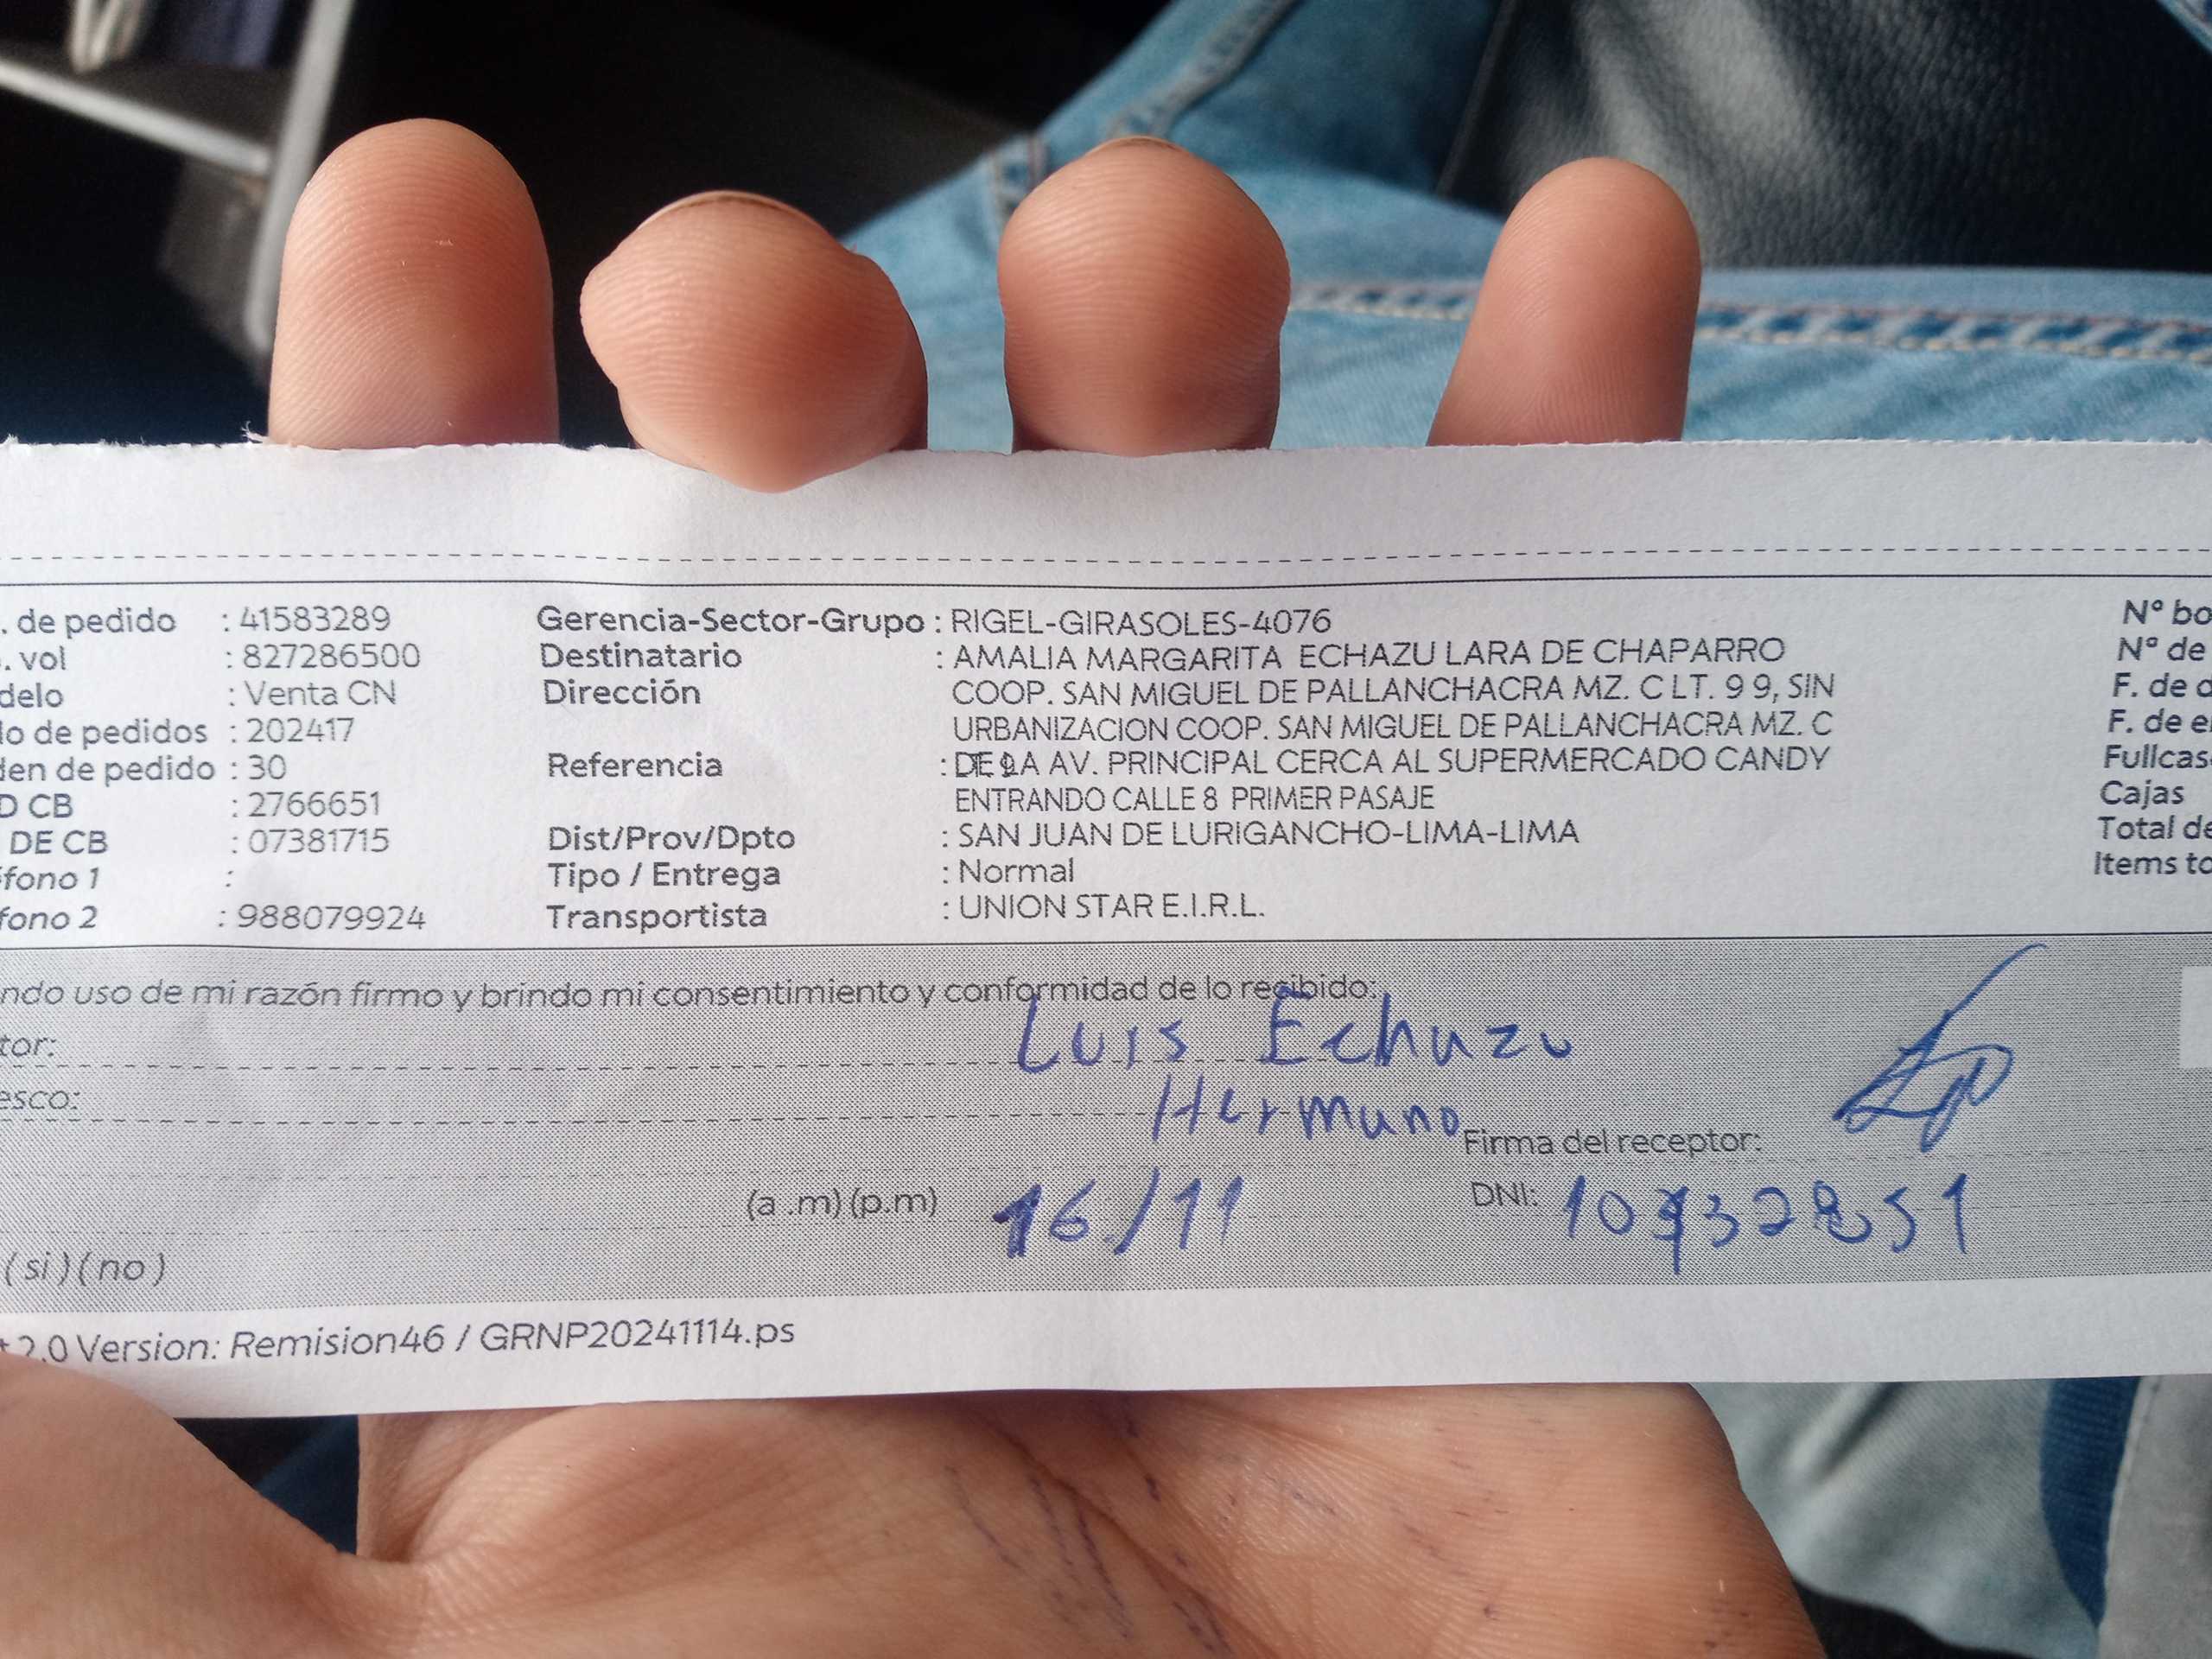 . de pedido : 41583289 Gerencia-Sector-Grupo : RIGEL-GIRASOLES-4076 N° bo
. vol : 827286500 Destinatario : AMALIA MARGARITA ECHAZU LARA DE CHAPARRO N° de
delo : Venta CN Dirección COOP. SAN MIGUEL DE PALLANCHACRA MZ. C LT. 9 9, SIN F. de d
lo de pedidos : 202417 URBANIZACION COOP. SAN MIGUEL DE PALLANCHACRA MZ. C F. de e
den de pedido : 30 Referencia : AV. PRINCIPAL CERCA AL SUPERMERCADO CANDY Fullcas
D CB : 2766651 ENTRANDO CALLE 8 PRIMER PASAJE Cajas
DE CB : 07381715 Dist/Prov/Dpto : SAN JUAN DE LURIGANCHO-LIMA-LIMA Total de
éfono 1 : Tipo / Entrega : Normal Items to
fono 2 : 988079924 Transportista : UNION STAR E.I.R.L.
ndo uso de mi razón firmo y brindo mi consentimiento y conformidad de lo recibido:
tor: Luis Echazu
esco: Hermano
Firma del receptor:
(a .m) (p.m) 16/11 DNI:
( si ) ( no )
t 2.0 Version: Remision46 / GRNP20241114.ps